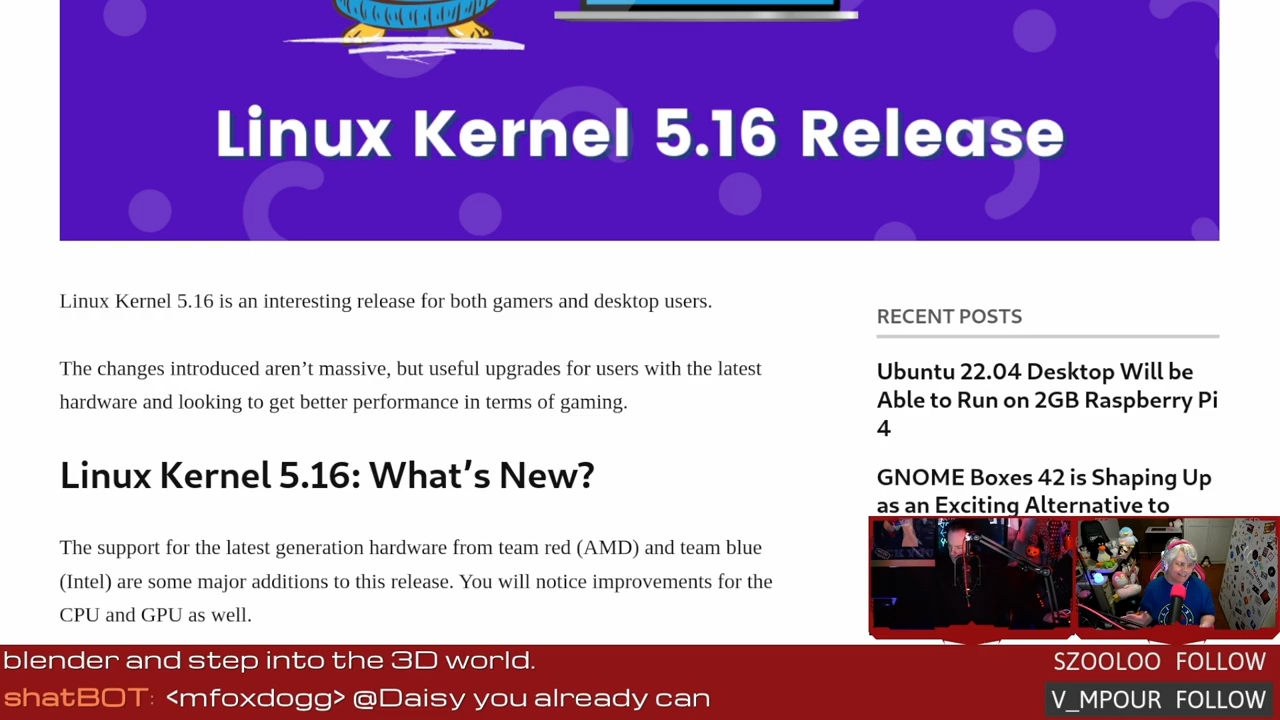 Linux Kernel 5.16 Release
Linux Kernel 5.16 is an interesting release for both gamers and desktop users.
The changes introduced aren’t massive, but useful upgrades for users with the latest
hardware and looking to get better performance in terms of gaming.
Linux Kernel 5.16: What’s New?
The support for the latest generation hardware from team red (AMD) and team blue
(Intel) are some major additions to this release. You will notice improvements for the
CPU and GPU as well.
RECENT POSTS
Ubuntu 22.04 Desktop Will be
Able to Run on 2GB Raspberry Pi
4
GNOME Boxes 42 is Shaping Up
as an Exciting Alternative to
blender and step into the 3D world.
shatBOT: <mfoxdogg> @Daisy you already can
SZOOLOO FOLLOW
V_MPOUR FOLLOW